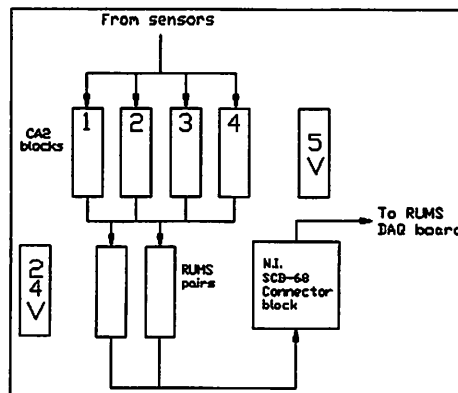 From sensors
CA2
blocks
1
2
3
4
5
V
To RUMS
DAQ board
2
4
V
RUMS
pairs
N.I.
SCB-68
Connector
block